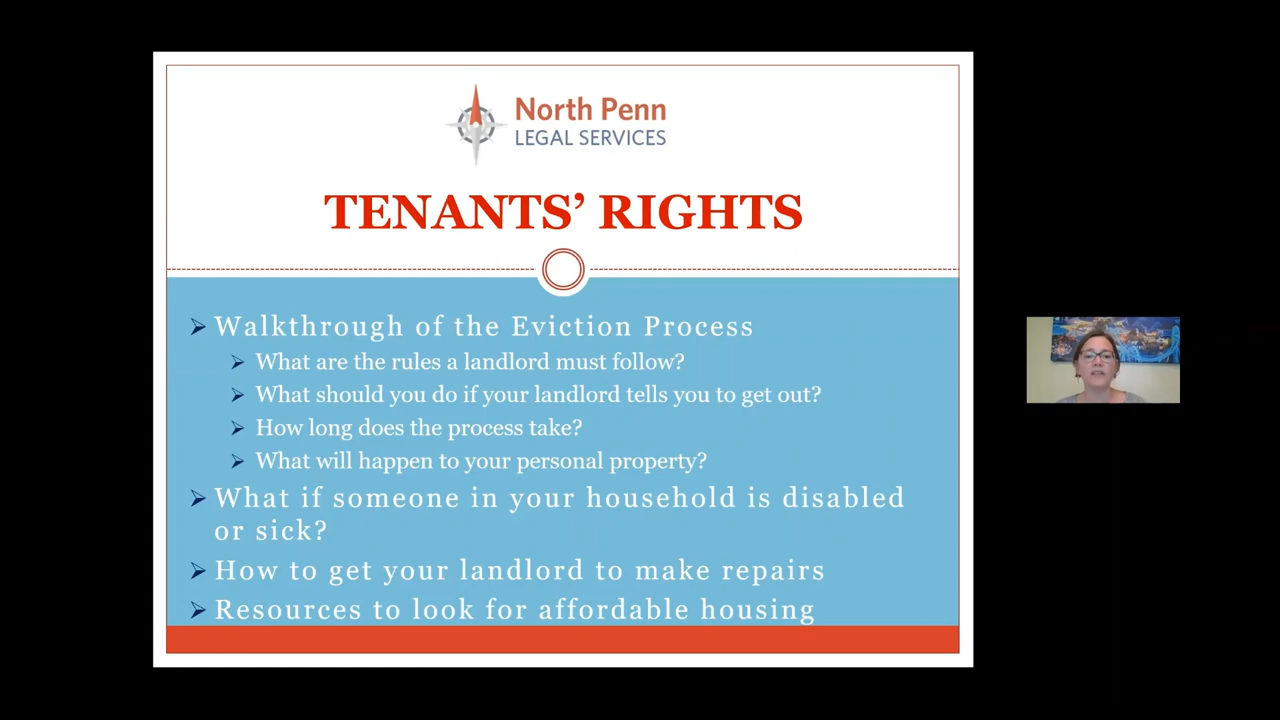 North Penn
LEGAL SERVICES
TENANTS’ RIGHTS
Walkthrough of the Eviction Process
What are the rules a landlord must follow?
What should you do if your landlord tells you to get out?
How long does the process take?
What will happen to your personal property?
What if someone in your household is disabled
or sick?
How to get your landlord to make repairs
Resources to look for affordable housing